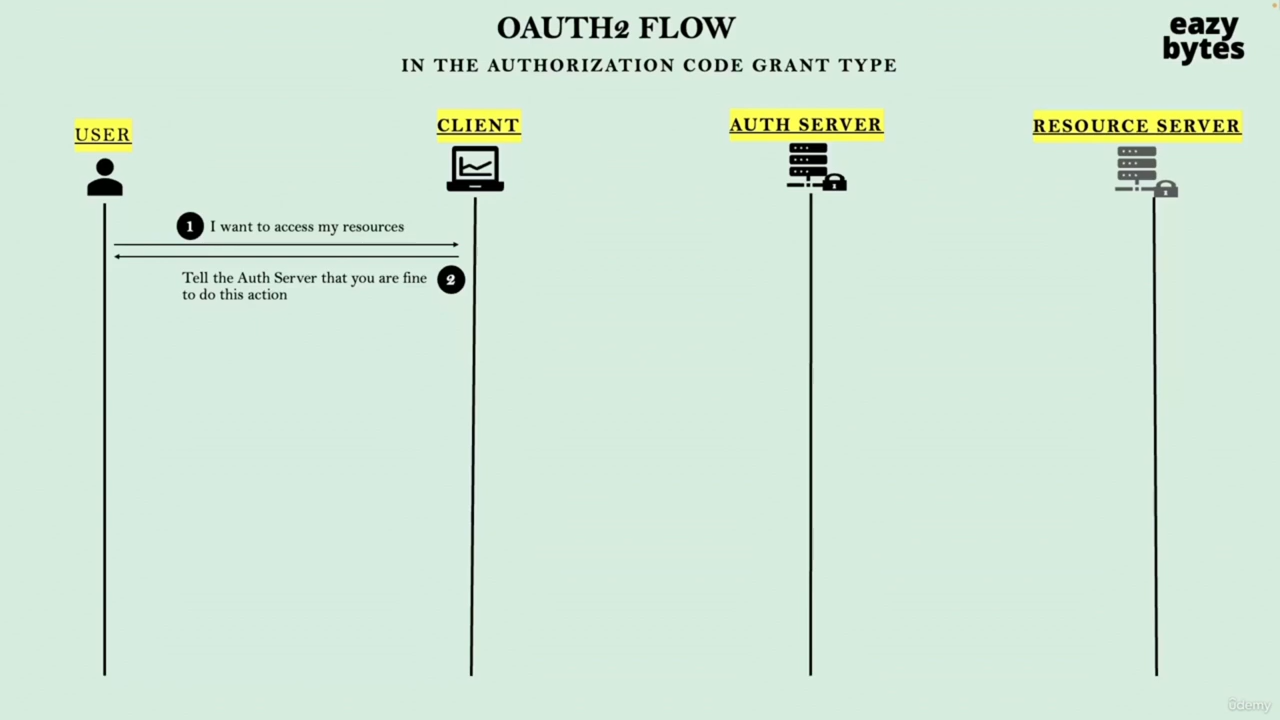 OAUTH2 FLOW
IN THE AUTHORIZATION CODE GRANT TYPE
eazy
bytes
USER
CLIENT
AUTH SERVER
RESOURCE SERVER
1 I want to access my resources
Tell the Auth Server that you are fine 2
to do this action
ûdemy